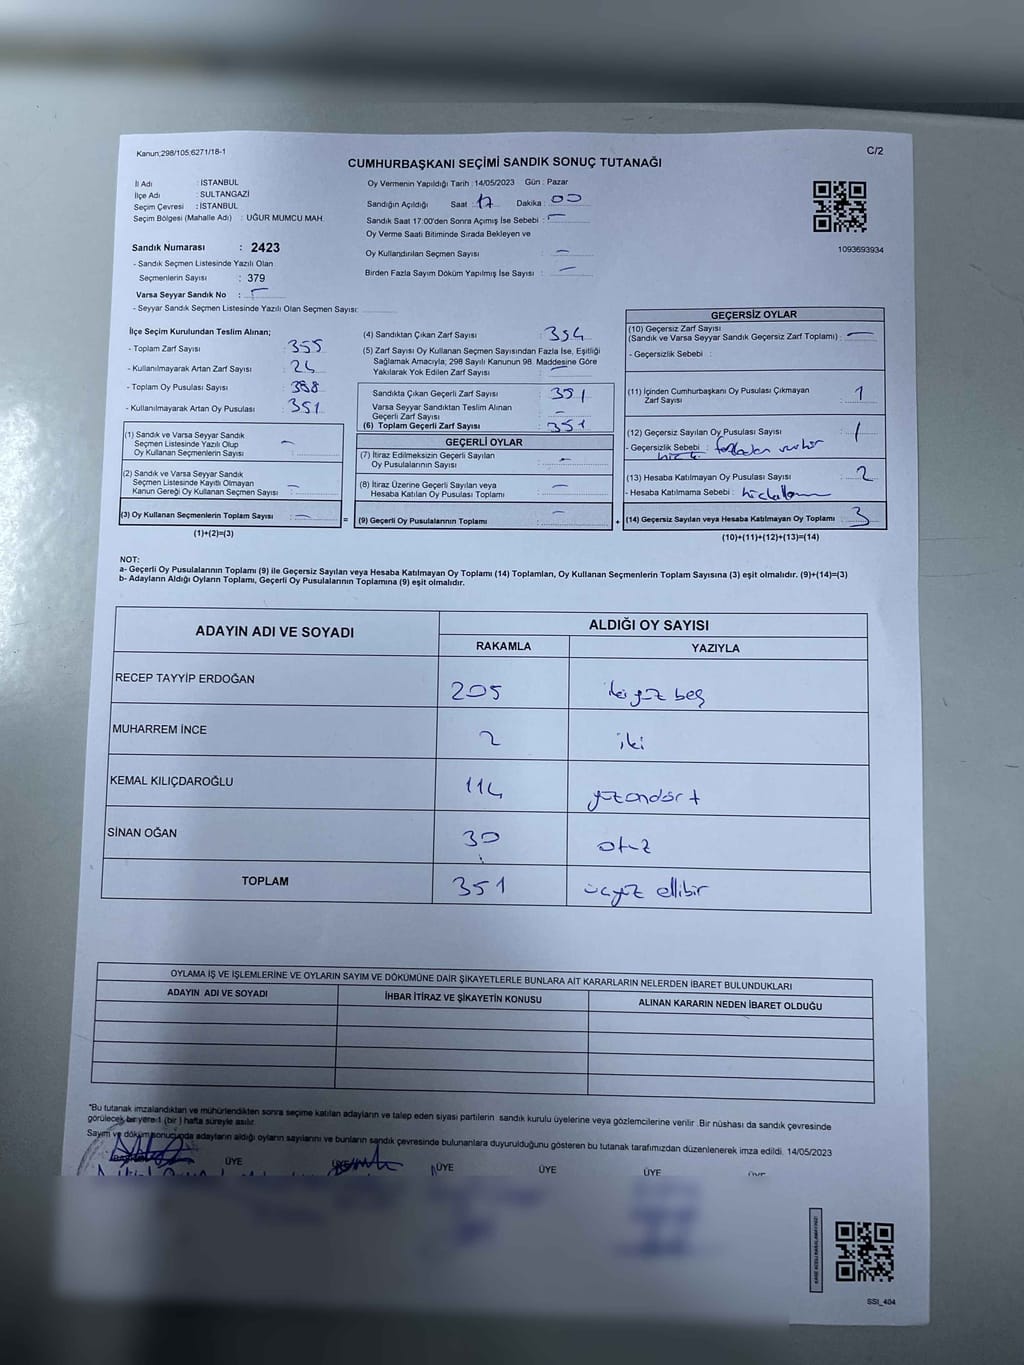 Kanun;298/105,6271/18-1
C/2
CUMHURBAŞKANI SEÇİMİ SANDIK SONUÇ TUTANAĞI
İl Adı : İSTANBUL
İlçe Adı : SULTANGAZİ
Seçim Çevresi : İSTANBUL
Seçim Bölgesi (Mahalle Adı) : UĞUR MUMCU MAH.
Sandık Numarası : 2423
- Sandık Seçmen Listesinde Yazılı Olan
Seçmenlerin Sayısı : 379
Varsa Seyyar Sandık No : –
- Seyyar Sandık Seçmen Listesinde Yazılı Olan Seçmen Sayısı:
Oy Vermenin Yapıldığı Tarih : 14/05/2023 Gün : Pazar
Sandığın Açıldığı Saat : 17 Dakika : 00
Sandık Saat 17:00'den Sonra Açımış İse Sebebi : –
Oy Verme Saati Bitiminde Sırada Bekleyen ve
Oy Kullandırılan Seçmen Sayısı : –
Birden Fazla Sayım Döküm Yapılmış İse Sayısı : –
1093693934
İlçe Seçim Kurulundan Teslim Alınan;
- Toplam Zarf Sayısı : 355
- Kullanılmayarak Artan Zarf Sayısı :
- Toplam Oy Pusulası Sayısı : 388
- Kullanılmayarak Artan Oy Pusulası : 351
(1) Sandık ve Varsa Seyyar Sandık
Seçmen Listesinde Yazılı Olup
Oy Kullanan Seçmenlerin Sayısı : –
(2) Sandık ve Varsa Seyyar Sandık
Seçmen Listesinde Kayıtlı Olmayan
Kanun Gereği Oy Kullanan Seçmen Sayısı : –
(3) Oy Kullanan Seçmenlerin Toplam Sayısı : –
(1)+(2)=(3)
=
(4) Sandıktan Çıkan Zarf Sayısı : 354
(5) Zarf Sayısı Oy Kullanan Seçmen Sayısından Fazla İse, Eşitliği
Sağlamak Amacıyla; 298 Sayılı Kanunun 98. Maddesine Göre
Yakılarak Yok Edilen Zarf Sayısı : –
Sandıkta Çıkan Geçerli Zarf Sayısı : 351
Varsa Seyyar Sandıktan Teslim Alınan
Geçerli Zarf Sayısı : –
(6) Toplam Geçerli Zarf Sayısı : 351
GEÇERLİ OYLAR
(7) İtiraz Edilmeksizin Geçerli Sayılan
Oy Pusulalarının Sayısı : –
(8) İtiraz Üzerine Geçerli Sayılan veya
Hesaba Katılan Oy Pusulası Toplamı : –
(9) Geçerli Oy Pusulalarının Toplamı : –
+
GEÇERSİZ OYLAR
(10) Geçersiz Zarf Sayısı
(Sandık ve Varsa Seyyar Sandık Geçersiz Zarf Toplamı) : –
- Geçersizlik Sebebi :
(11) İçinden Cumhurbaşkanı Oy Pusulası Çıkmayan
Zarf Sayısı : 1
(12) Geçersiz Sayılan Oy Pusulası Sayısı : 1
- Geçersizlik Sebebi :
(13) Hesaba Katılmayan Oy Pusulası Sayısı : 2
- Hesaba Katılmama Sebebi :
(14) Geçersiz Sayılan veya Hesaba Katılmayan Oy Toplamı : 3
(10)+(11)+(12)+(13)=(14)
NOT:
a- Geçerli Oy Pusulalarının Toplamı (9) ile Geçersiz Sayılan veya Hesaba Katılmayan Oy Toplamı (14) Toplamları, Oy Kullanan Seçmenlerin Toplam Sayısına (3) eşit olmalıdır. (9)+(14)=(3)
b- Adayların Aldığı Oyların Toplamı, Geçerli Oy Pusulalarının Toplamına (9) eşit olmalıdır.
ADAYIN ADI VE SOYADI ALDIĞI OY SAYISI
RAKAMLA YAZIYLA
RECEP TAYYİP ERDOĞAN 205 iki yüz beş
MUHARREM İNCE 2 iki
KEMAL KILIÇDAROĞLU 114 yüzondört
SİNAN OĞAN 30 otuz
TOPLAM 351 üçyüz ellibir
OYLAMA İŞ VE İŞLEMLERİNE VE OYLARIN SAYIM VE DÖKÜMÜNE DAİR ŞİKAYETLERLE BUNLARA AİT KARARLARIN NELERDEN İBARET BULUNDUKLARI
ADAYIN ADI VE SOYADI İHBAR İTİRAZ VE ŞİKAYETİN KONUSU ALINAN KARARIN NEDEN İBARET OLDUĞU
*Bu tutanak imzalandıktan ve mühürlendikten sonra seçime katılan adayların ve talep eden siyasi partilerin sandık kurulu üyelerine veya gözlemcilerine verilir. Bir nüshası da sandık çevresinde
görülecek bir yere 1 (bir) hafta süreyle asılır.
Sayım ve döküm sonucunda adayların aldığı oyların sayılarını ve bunların sandık çevresinde bulunanlara duyurulduğunu gösteren bu tutanak tarafımızdan düzenlenerek imza edildi. 14/05/2023
ÜYE ÜYE ÜYE ÜYE ÜYE
SSI_404